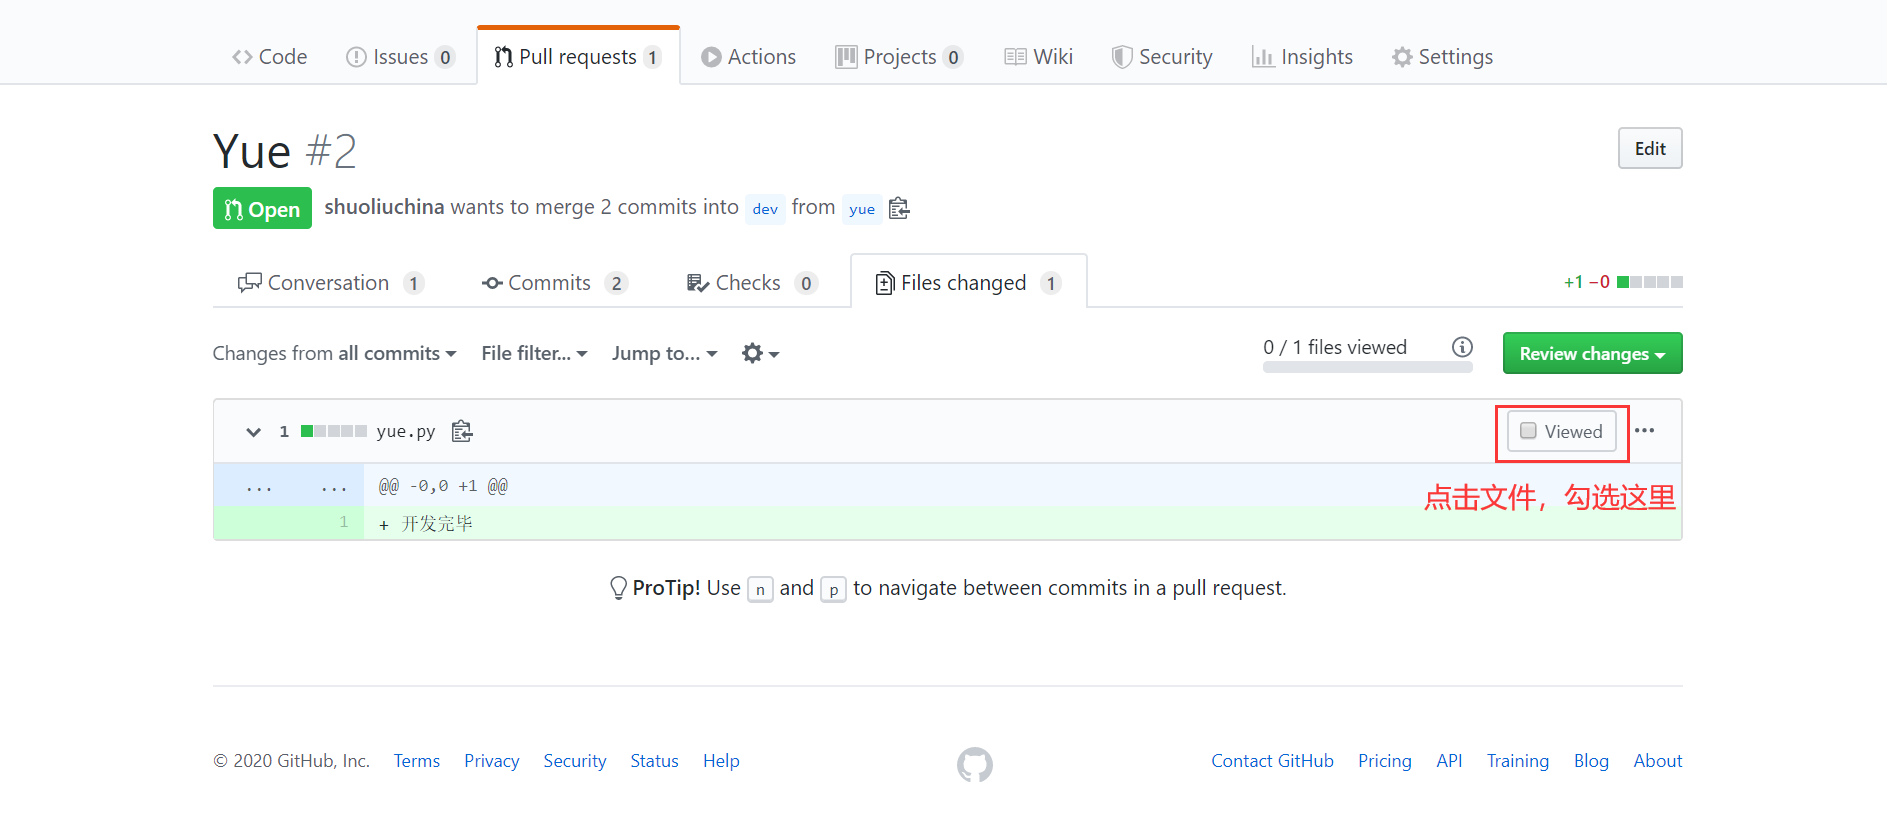 Code Issues 0 Pull requests 1 Actions Projects 0 Wiki Security Insights Settings
Yue #2
Edit
Open shuoliuchina wants to merge 2 commits into dev from yue
Conversation 1 Commits 2 Checks 0 Files changed 1 +1 −0
Changes from all commits File filter... Jump to... 0 / 1 files viewed Review changes
1 yue.py Viewed ...
... ... @@ -0,0 +1 @@
点击文件，勾选这里
1 + 开发完毕
ProTip! Use n and p to navigate between commits in a pull request.
© 2020 GitHub, Inc. Terms Privacy Security Status Help Contact GitHub Pricing API Training Blog About